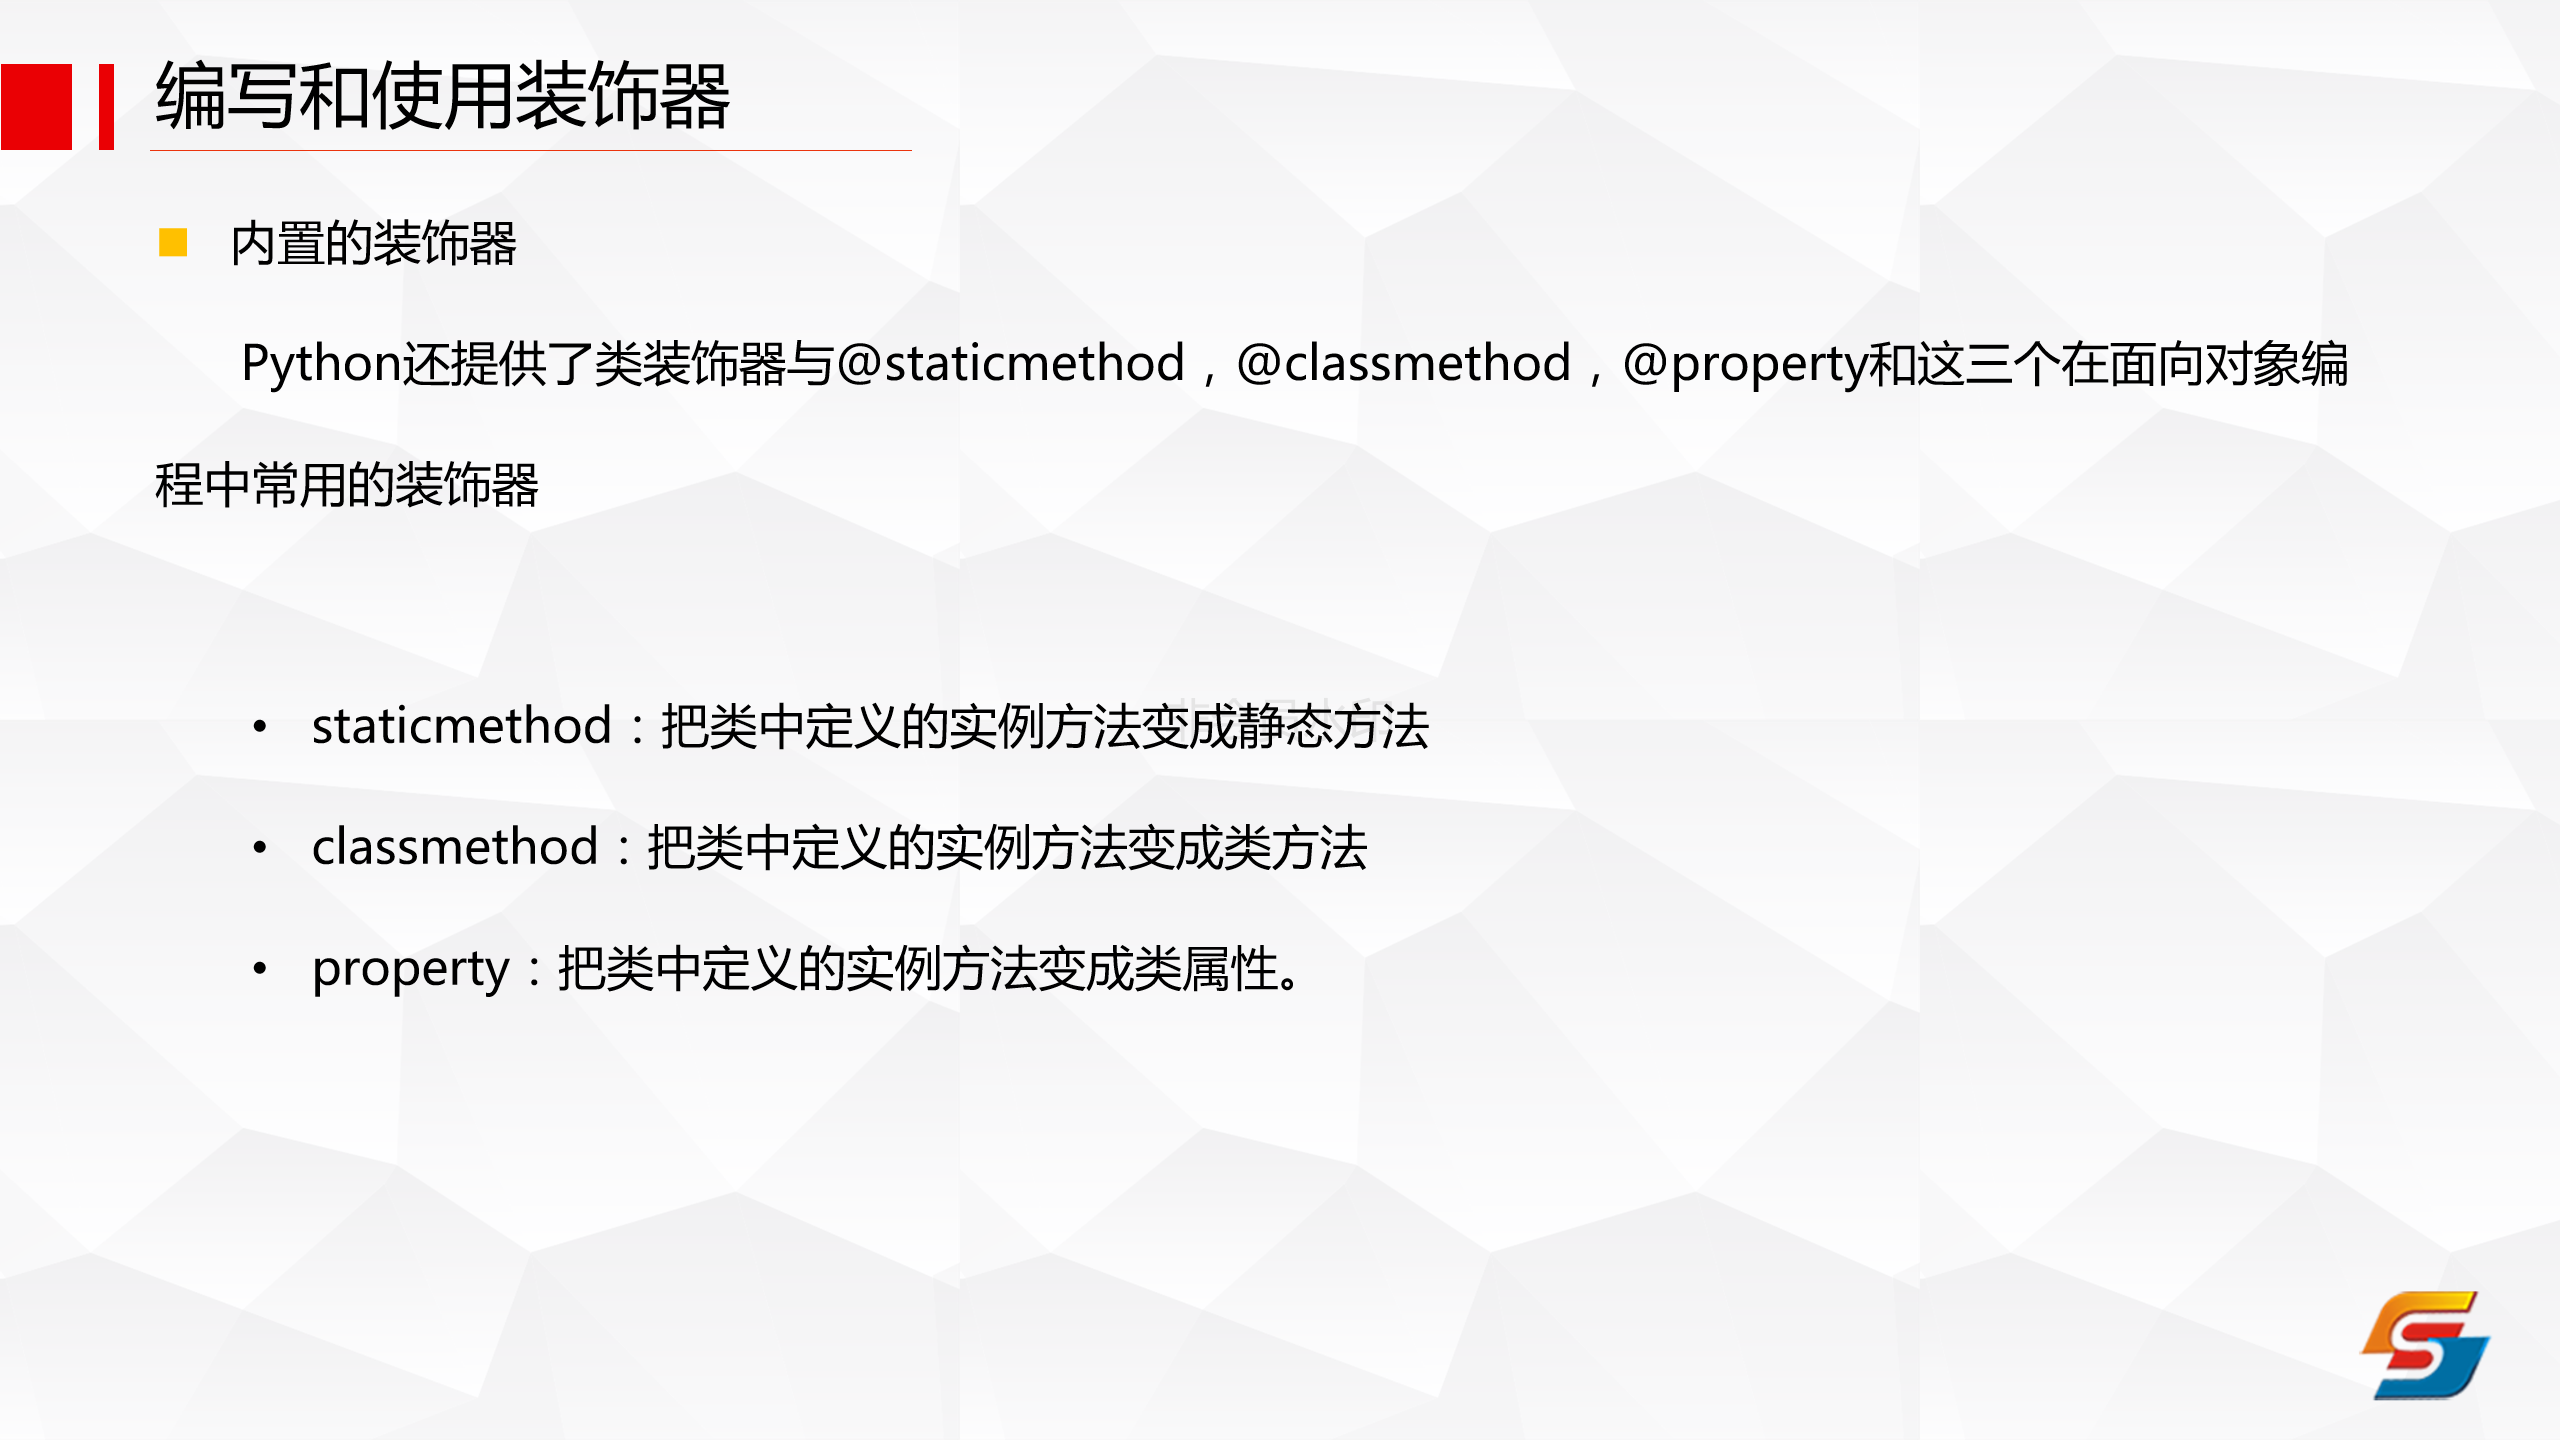 编写和使用装饰器
内置的装饰器
Python还提供了类装饰器与@staticmethod，@classmethod，@property和这三个在面向对象编
程中常用的装饰器
• staticmethod：把类中定义的实例方法变成静态方法
• classmethod：把类中定义的实例方法变成类方法
• property：把类中定义的实例方法变成类属性。